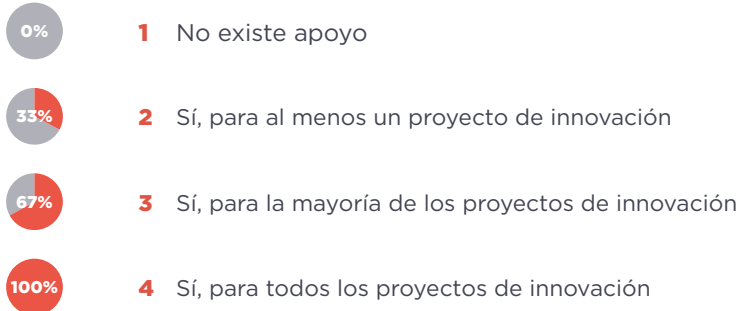 0% 1 No existe apoyo
33% 2 Sí, para al menos un proyecto de innovación
67% 3 Sí, para la mayoría de los proyectos de innovación
100% 4 Sí, para todos los proyectos de innovación